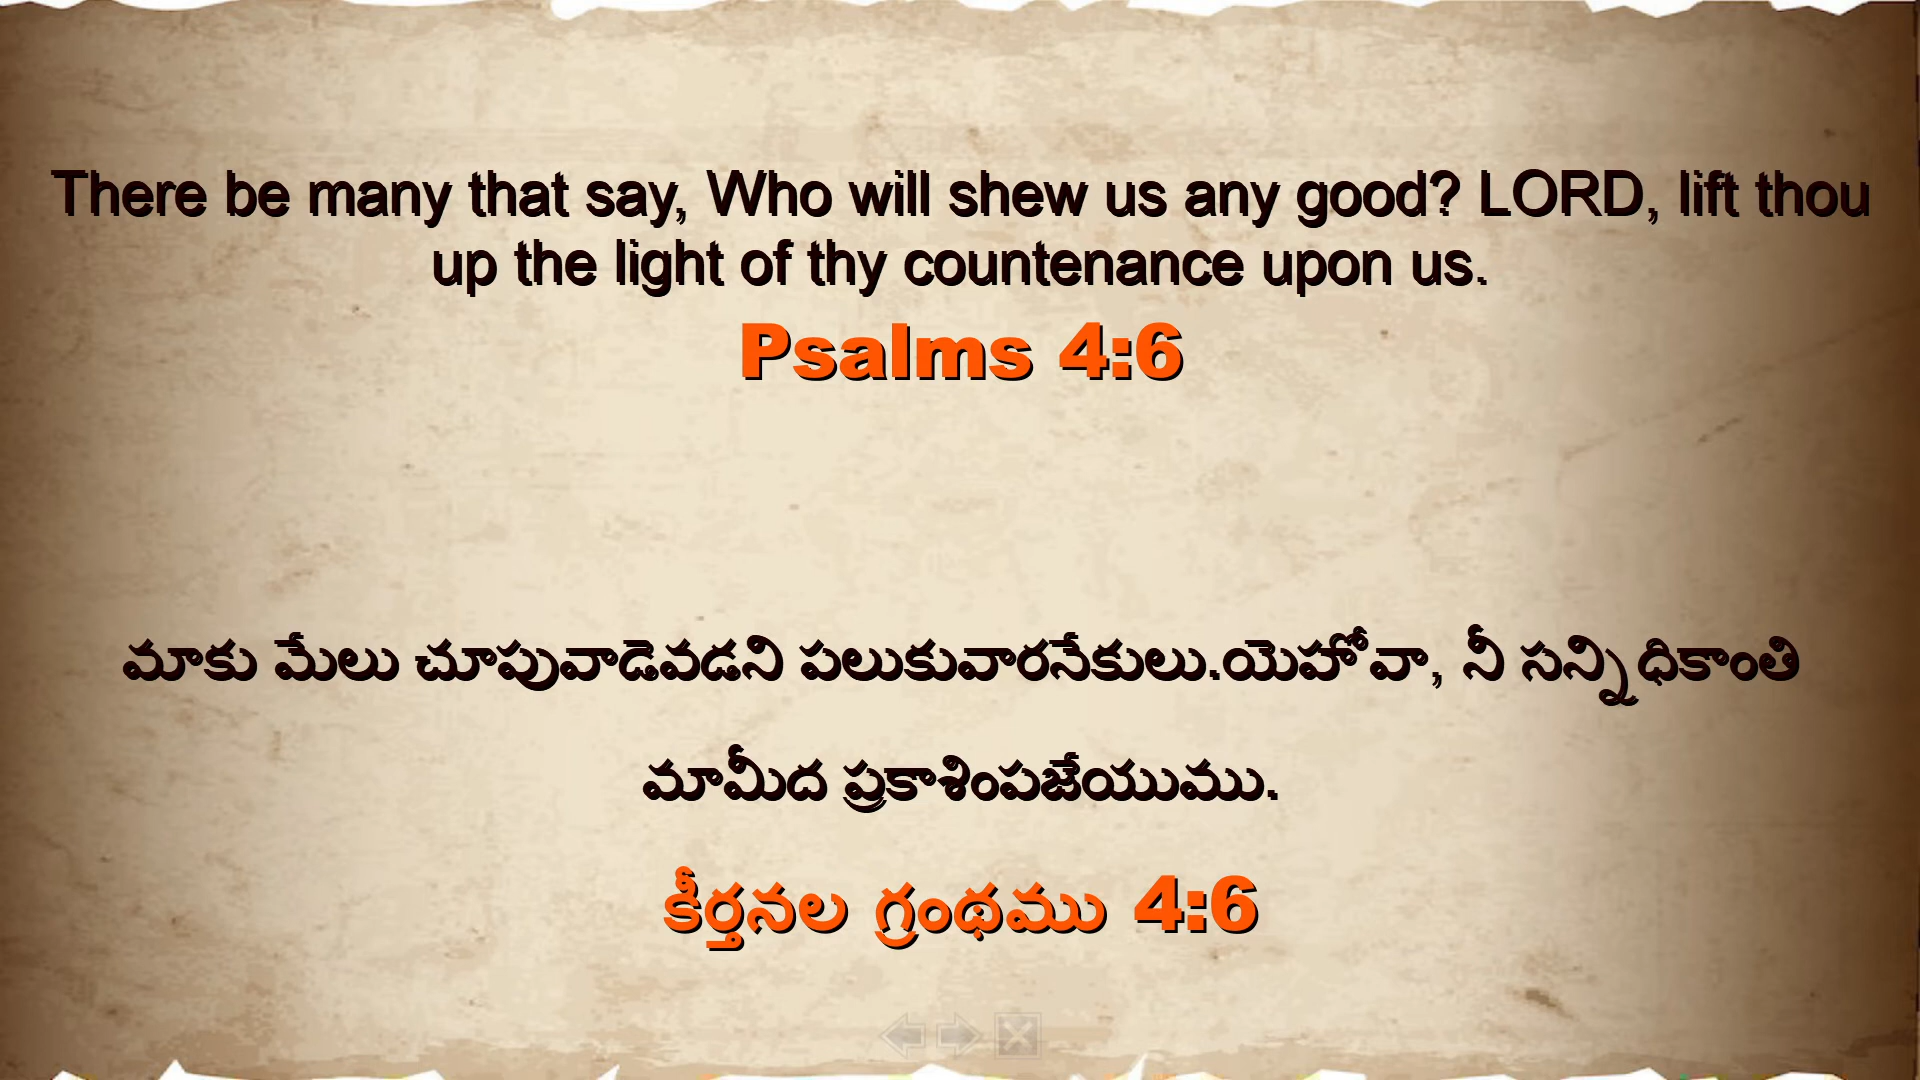 There be many that say, Who will shew us any good? LORD, lift thou
up the light of thy countenance upon us.
Psalms 4:6
మాకు మేలు చూపువాడెవడని పలుకువారనేకులు.యెహోవా, నీ సన్నిధికాంతి
మామీద ప్రకాశింపజేయుము.
కీర్తనల గ్రంథము 4:6